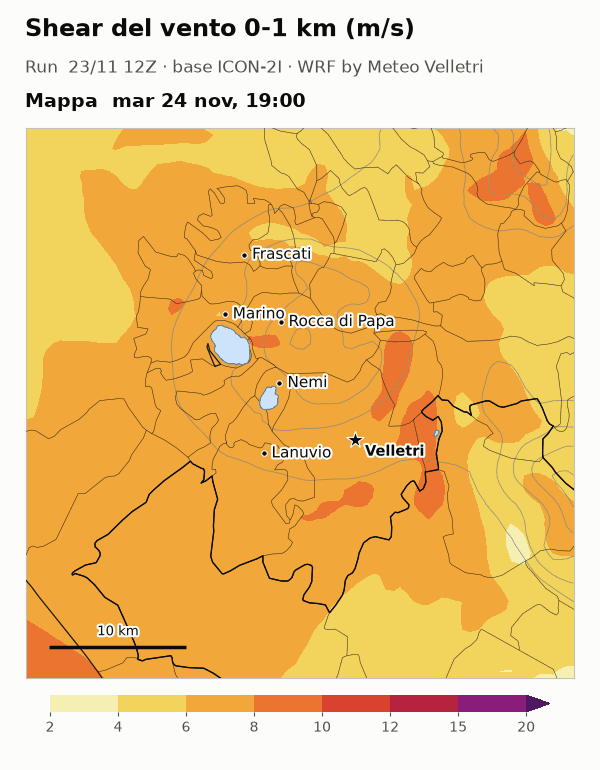 Shear del vento 0-1 km (m/s)
Run  23/11 12Z · base ICON-2I · WRF by Meteo Velletri
Mappa  mar 24 nov, 19:00
Frascati
Marino
Rocca di Papa
Nemi
Velletri
Lanuvio
10 km
2 4 6 8 10 12 15 20